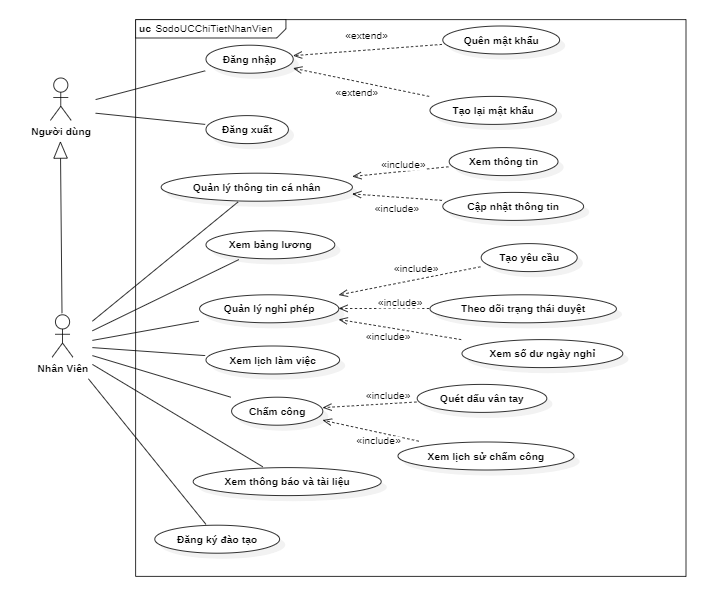 uc SodoUCChiTietNhanVien
«extend»
Quên mật khẩu
Đăng nhập
«extend»
Tạo lại mật khẩu
Người dùng
Đăng xuất
«include»
Xem thông tin
Quản lý thông tin cá nhân
«include»
Cập nhật thông tin
Xem bảng lương
Tạo yêu cầu
«include»
Quản lý nghỉ phép
«include»
Theo dõi trạng thái duyệt
«include»
Xem số dư ngày nghỉ
Xem lịch làm việc
Nhân Viên
«include»
Quét dấu vân tay
Chấm công
«include»
Xem lịch sử chấm công
Xem thông báo và tài liệu
Đăng ký đào tạo